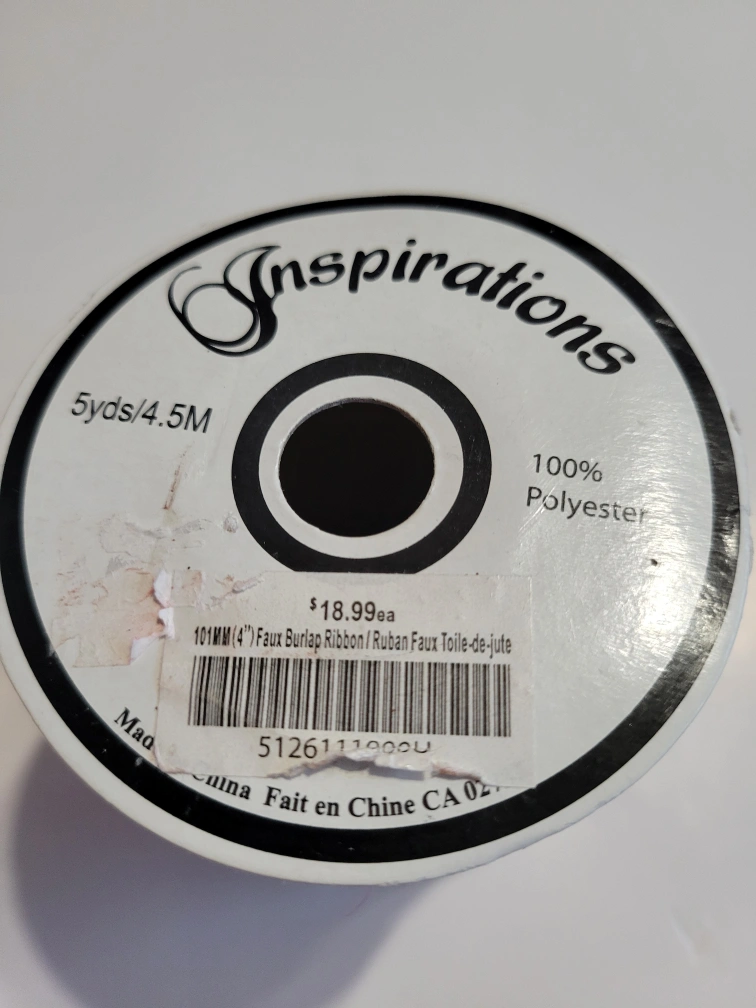 Inspirations
5yds/4.5M
100%
Polyester
$18.99ea
101MM(4") Faux Burlap Ribbon / Ruban Faux Toile-de-jute
Fait en Chine CA